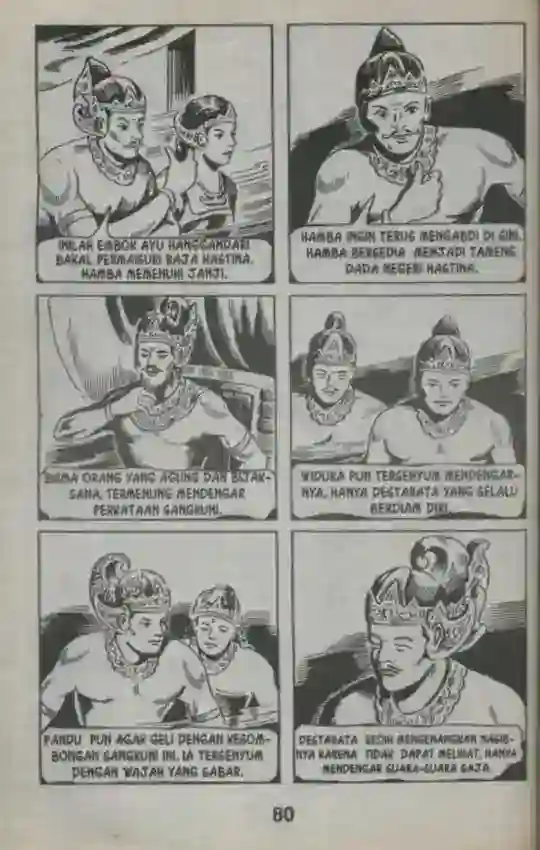 INILAH EMBOK AYU HANGGANDARI
BAKAL PERMAISURI RAJA HASTINA.
HAMBA MEMENUHI JANJI.
HAMBA INGIN TERUS MENGABDI DI SINI.
HAMBA BERSEDIA MENJADI TAMENG
DADA NEGERI HASTINA.
BISMA ORANG YANG AGUNG DAN BIJAK-
SANA, TERMENUNG MENDENGAR
PERKATAAN SANGKUNI.
WIDURA PUN TERSENYUM MENDENGAR-
NYA. HANYA DESTARATA YANG SELALU
BERDIAM DIRI.
PANDU PUN AGAK GELI DENGAN KESOM-
BONGAN SANGKUNI INI. IA TERSENYUM
DENGAN WAJAH YANG SABAR.
DESTARATA SEDIH MENGENANGKAN NASIB-
NYA KARENA TIDAK DAPAT MELIHAT, HANYA
MENDENGAR SUARA-SUARA SAJA.
80